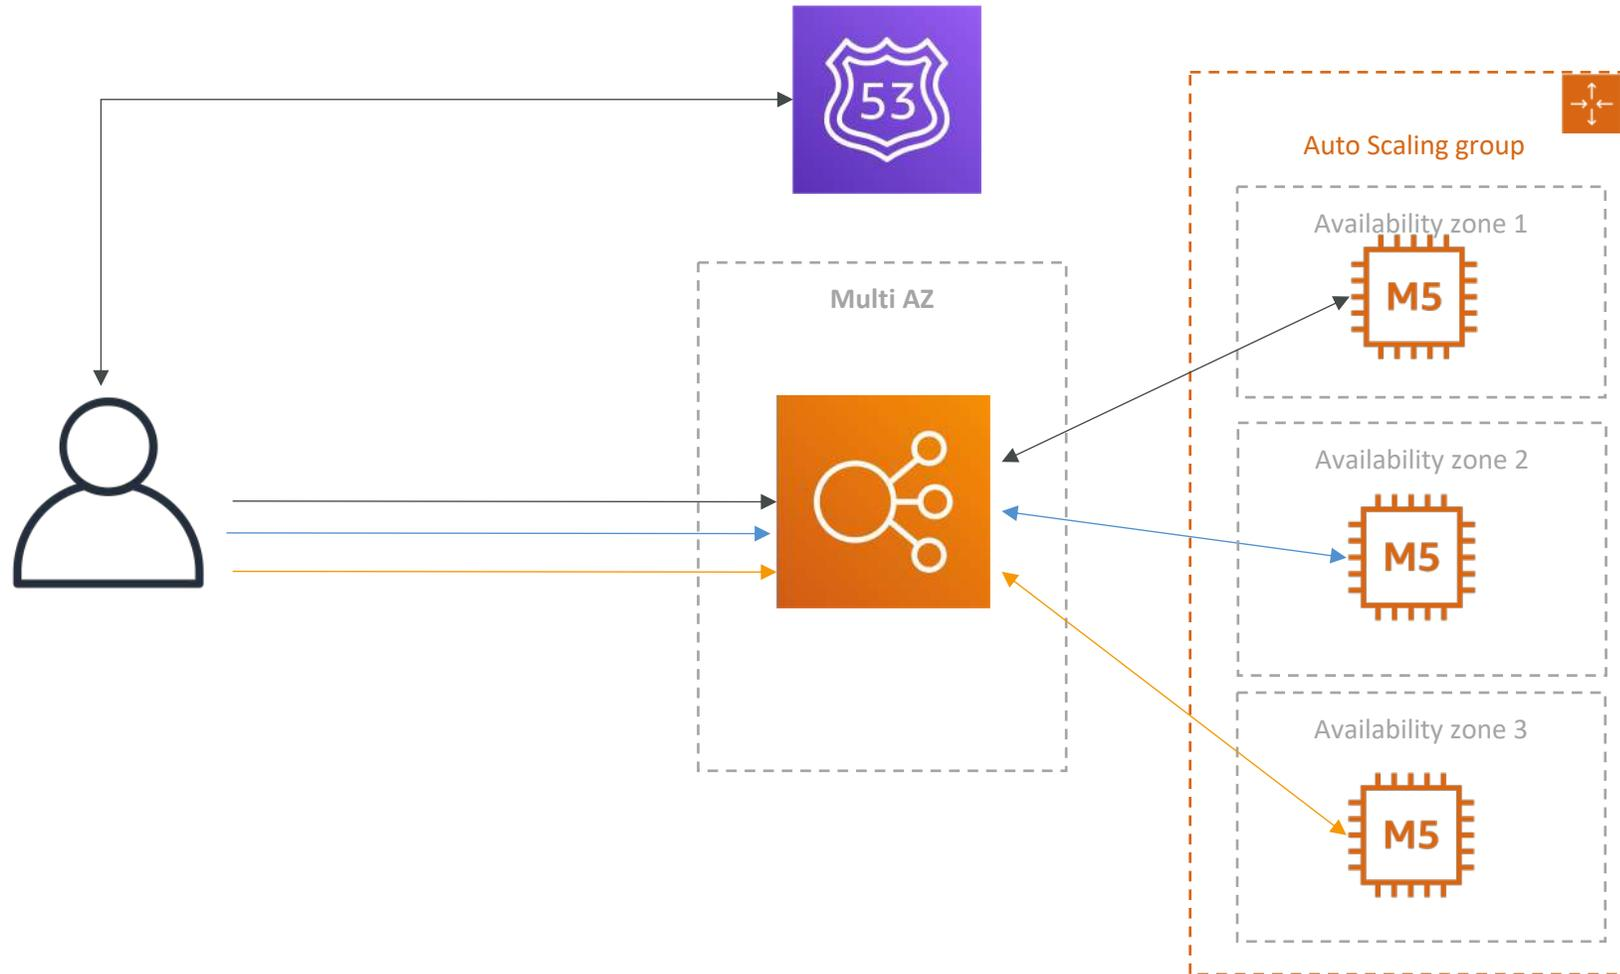 53
Auto Scaling group
Availability zone 1
M5
Multi AZ
Availability zone 2
M5
Availability zone 3
M5